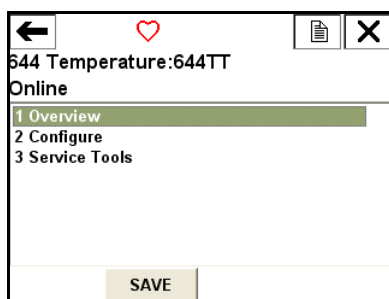 644 Temperature:644TT
Online
1 Overview
2 Configure
3 Service Tools
SAVE